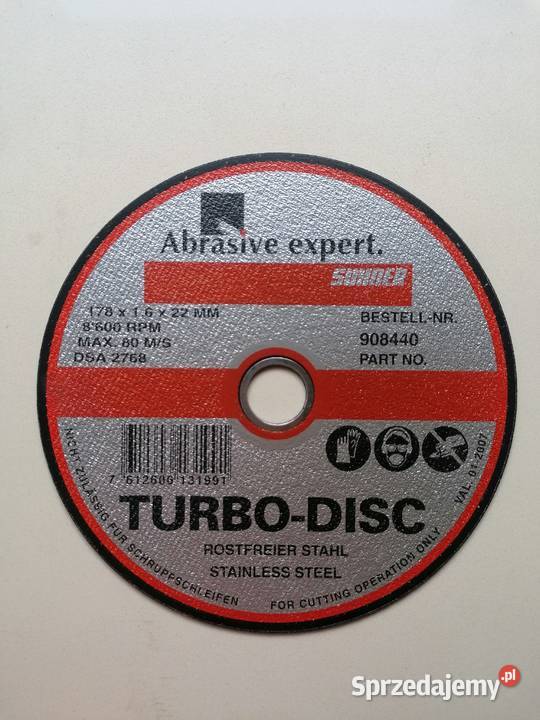 Abrasive expert.
SUHNER
178 x 1.6 x 22 MM
8'600 RPM
MAX. 80 M/S
DSA 2768
BESTELL-NR.
908440
PART NO.
7 612600 131991
TURBO-DISC
ROSTFREIER STAHL
STAINLESS STEEL
NICHT ZULÄSSIG FÜR SCHRUPPSCHLEIFEN
FOR CUTTING OPERATION ONLY
VAL. 01.2007
Sprzedajemy.pl